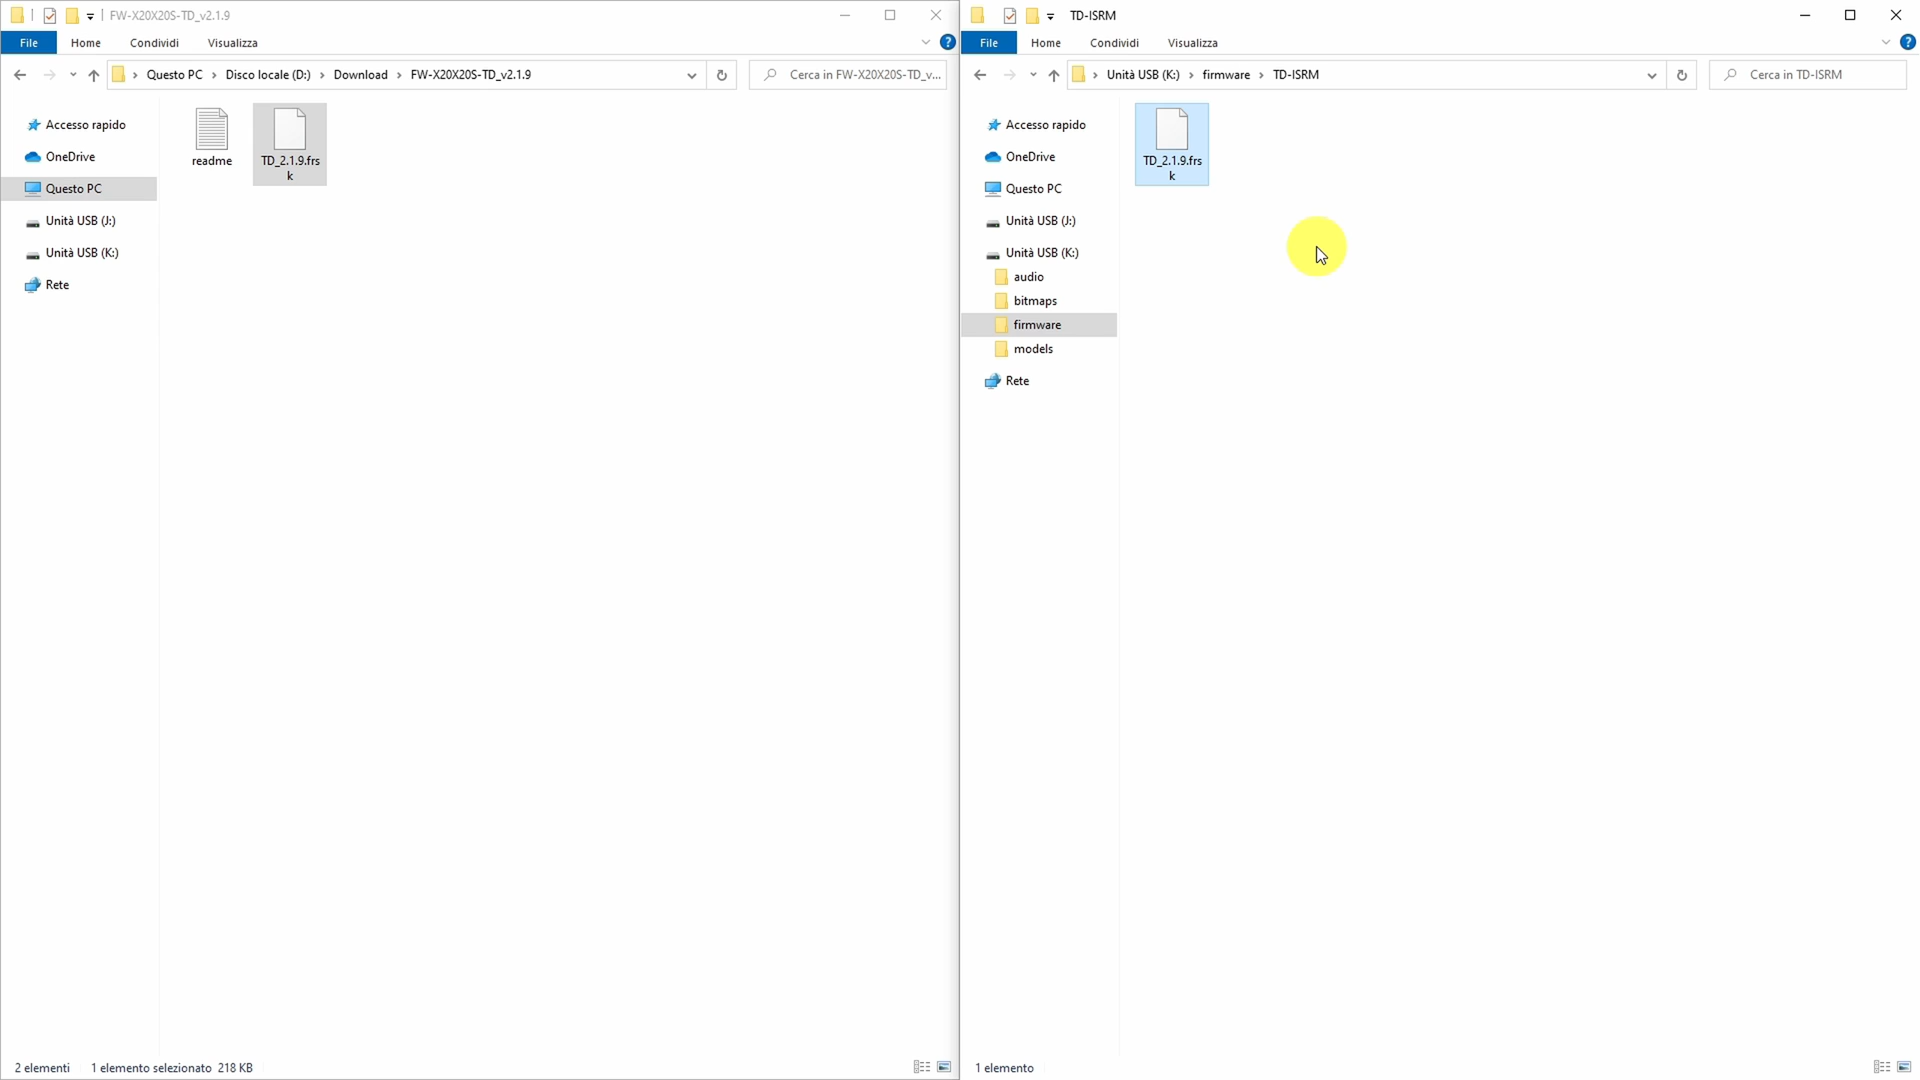 FW-X20X20S-TD_v2.1.9
File Home Condividi Visualizza
Questo PC Disco locale (D:) Download FW-X20X20S-TD_v2.1.9
Cerca in FW-X20X20S-TD_v...
Accesso rapido
OneDrive
Questo PC
Unità USB (J:)
Unità USB (K:)
Rete
readme
TD_2.1.9.frs
k
2 elementi 1 elemento selezionato 218 KB
TD-ISRM
File Home Condividi Visualizza
Unità USB (K:) firmware TD-ISRM
Cerca in TD-ISRM
Accesso rapido
OneDrive
Questo PC
Unità USB (J:)
Unità USB (K:)
audio
bitmaps
firmware
models
Rete
TD_2.1.9.frs
k
1 elemento